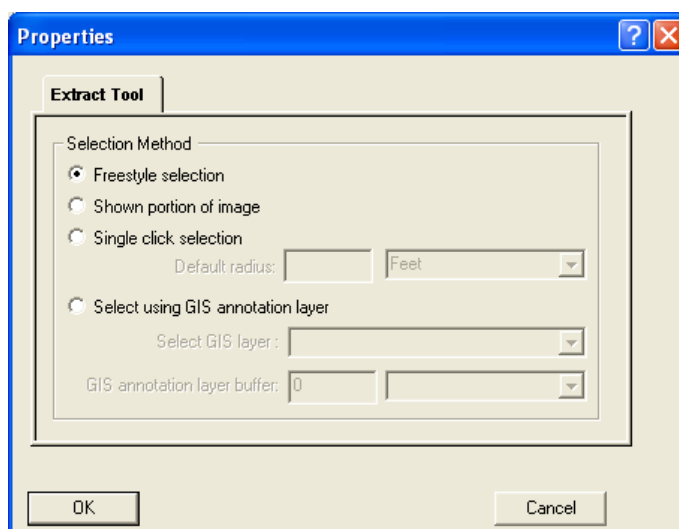 Properties
Extract Tool
Selection Method
Freestyle selection
Shown portion of image
Single click selection
Default radius: Feet
Select using GIS annotation layer
Select GIS layer :
GIS annotation layer buffer: 0
OK Cancel